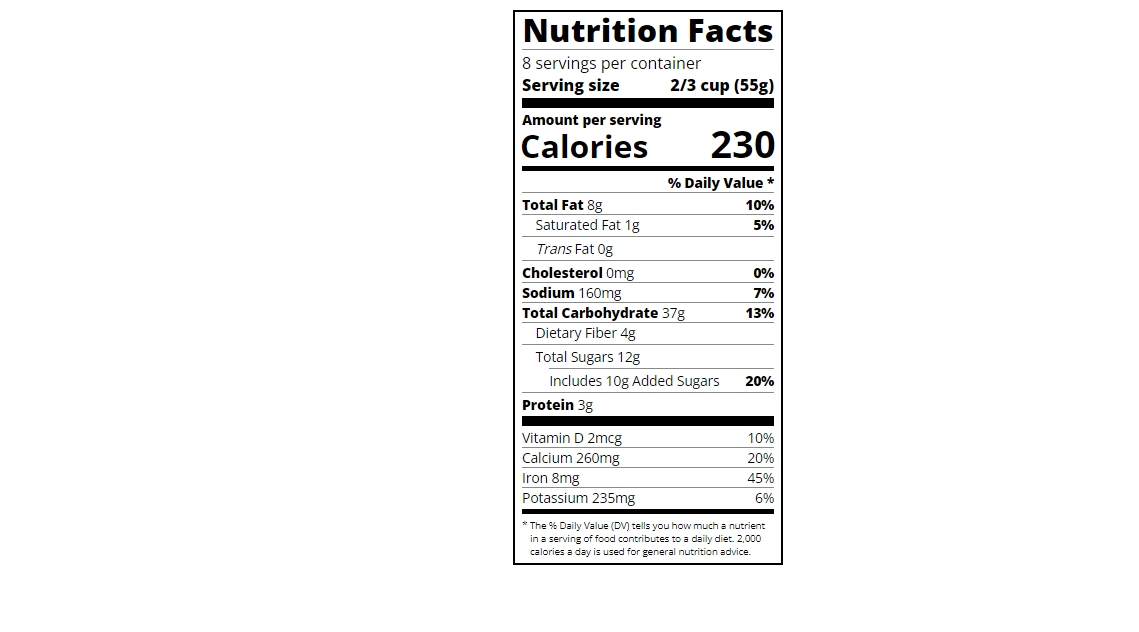 Nutrition Facts
8 servings per container
Serving size 2/3 cup (55g)
Amount per serving
Calories 230
% Daily Value *
Total Fat 8g 10%
Saturated Fat 1g 5%
Trans Fat 0g
Cholesterol 0mg 0%
Sodium 160mg 7%
Total Carbohydrate 37g 13%
Dietary Fiber 4g
Total Sugars 12g
Includes 10g Added Sugars 20%
Protein 3g
Vitamin D 2mcg 10%
Calcium 260mg 20%
Iron 8mg 45%
Potassium 235mg 6%
* The % Daily Value (DV) tells you how much a nutrient
in a serving of food contributes to a daily diet. 2,000
calories a day is used for general nutrition advice.